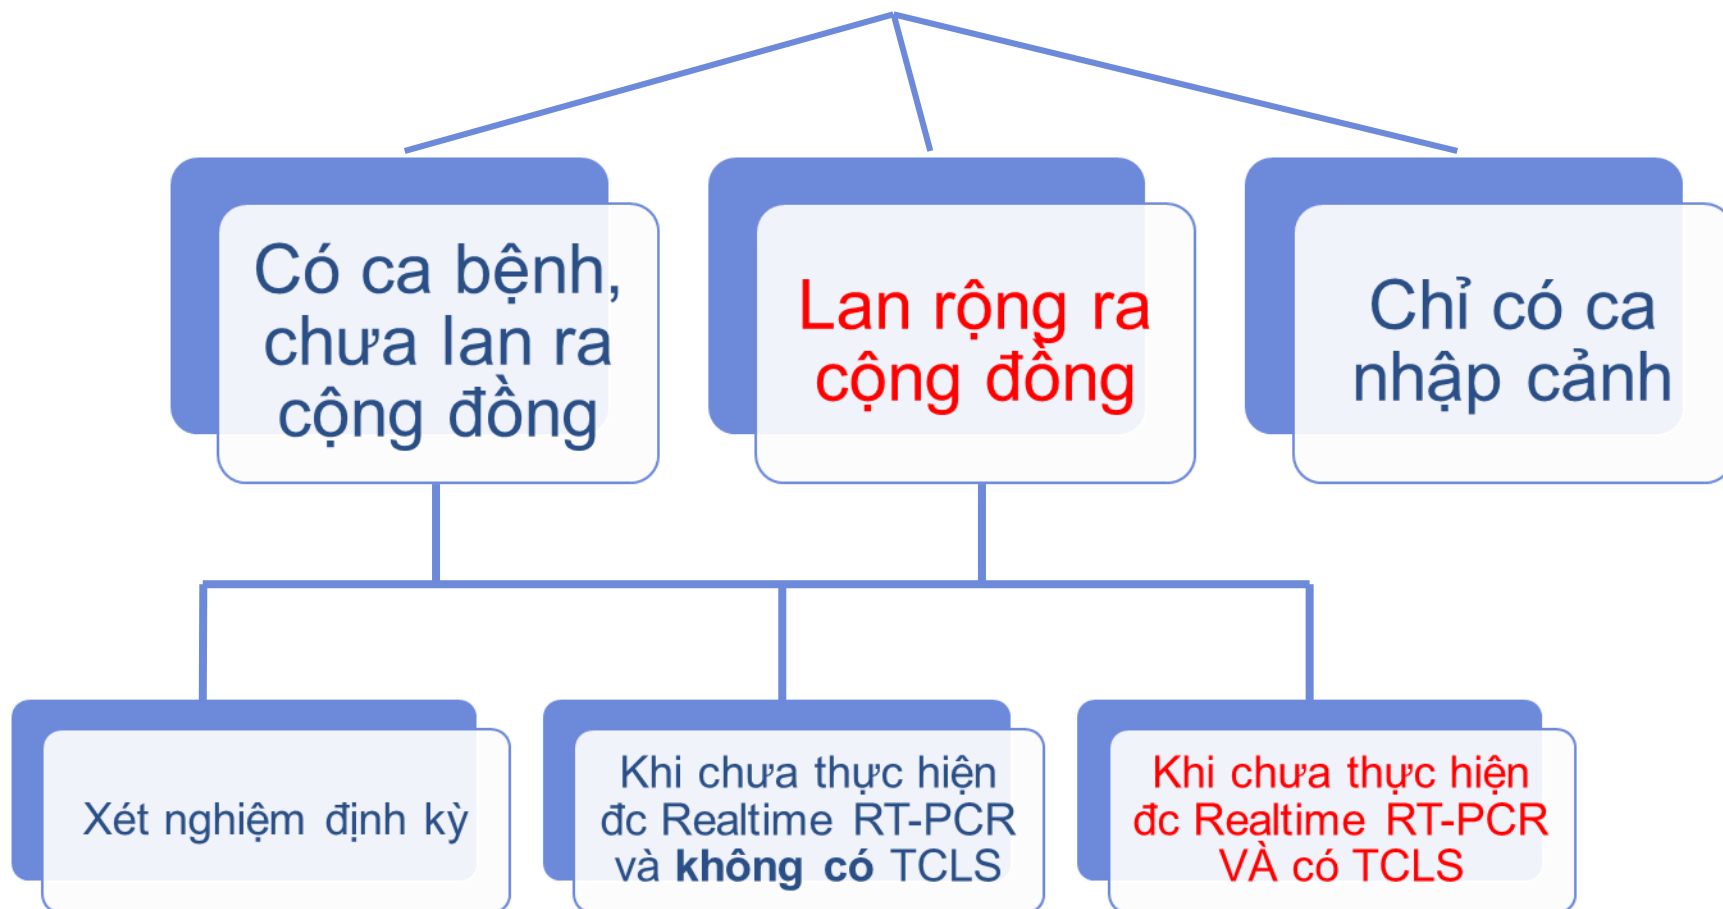 Có ca bệnh,
chưa lan ra
cộng đồng
Lan rộng ra
cộng đồng
Chỉ có ca
nhập cảnh
Xét nghiệm định kỳ
Khi chưa thực hiện
đc Realtime RT-PCR
và không có TCLS
Khi chưa thực hiện
đc Realtime RT-PCR
VÀ có TCLS